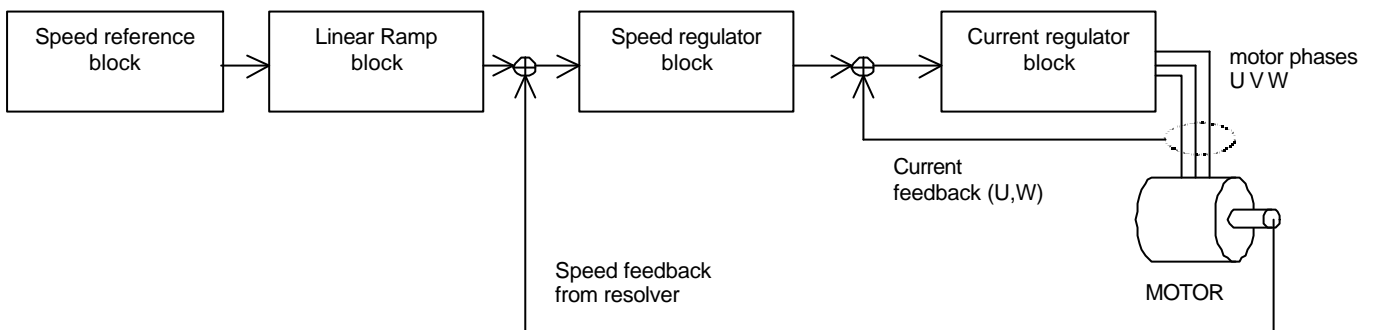 Speed reference
block
Linear Ramp
block
Speed regulator
block
Current regulator
block
motor phases
U V W
Current
feedback (U,W)
Speed feedback
from resolver
MOTOR